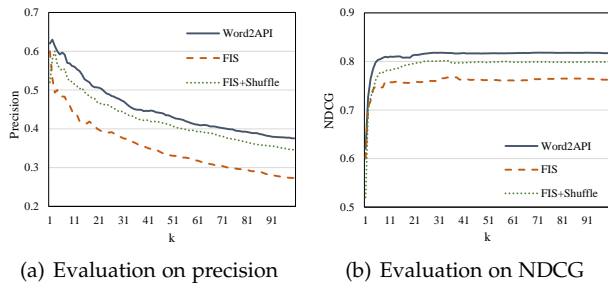 0.7
0.6
0.5
0.4
0.3
0.2
Precision
1 11 21 31 41 51 61 71 81 91
k
Word2API
FIS
FIS+Shuffle
(a) Evaluation on precision
0.9
0.8
0.7
0.6
0.5
NDCG
1 11 21 31 41 51 61 71 81 91
k
Word2API
FIS
FIS+Shuffle
(b) Evaluation on NDCG